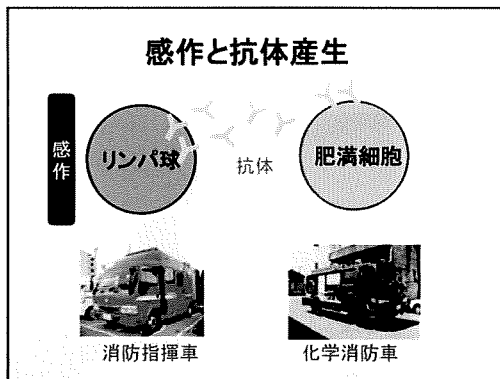 感作と抗体産生
感作
リンパ球
抗体
肥満細胞
消防指揮車
化学消防車